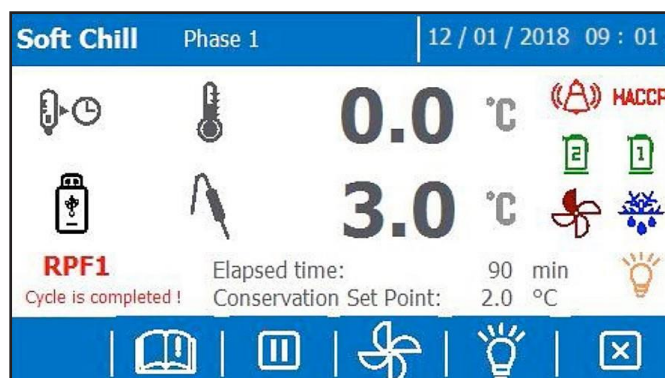 Soft Chill Phase 1 12 / 01 / 2018 09 : 01
0.0 °C HACCP
2 1
3.0 °C
RPF1
Elapsed time: 90 min
Cycle is completed !
Conservation Set Point: 2.0 °C